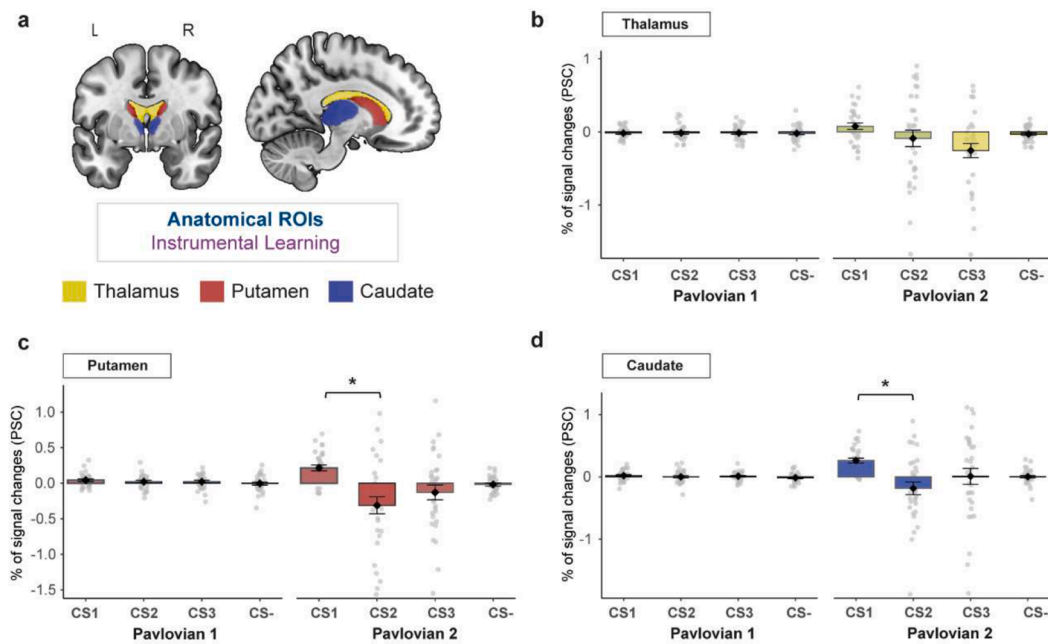 a
L R
Anatomical ROIs
Instrumental Learning
Thalamus Putamen Caudate
b
Thalamus
% of signal changes (PSC)
1
0
-1
CS1 CS2 CS3 CS- CS1 CS2 CS3 CS-
Pavlovian 1 Pavlovian 2
c
Putamen
*
% of signal changes (PSC)
1.0
0.5
0.0
-0.5
-1.0
-1.5
CS1 CS2 CS3 CS- CS1 CS2 CS3 CS-
Pavlovian 1 Pavlovian 2
d
Caudate
*
% of signal changes (PSC)
1
0
-1
CS1 CS2 CS3 CS- CS1 CS2 CS3 CS-
Pavlovian 1 Pavlovian 2